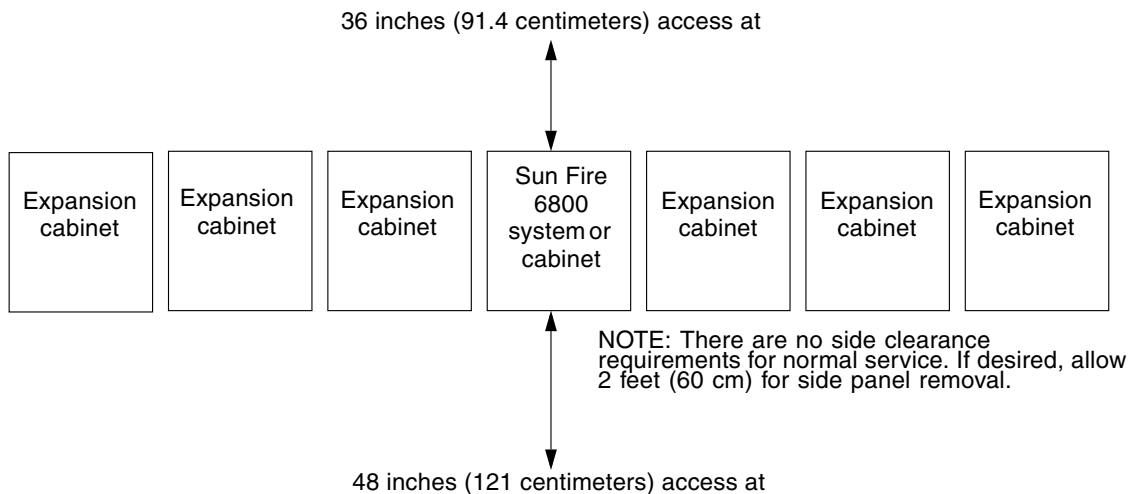 36 inches (91.4 centimeters) access at
Expansion
cabinet
Expansion
cabinet
Expansion
cabinet
Sun Fire
6800
system or
cabinet
Expansion
cabinet
Expansion
cabinet
Expansion
cabinet
NOTE: There are no side clearance
requirements for normal service. If desired, allow
2 feet (60 cm) for side panel removal.
48 inches (121 centimeters) access at